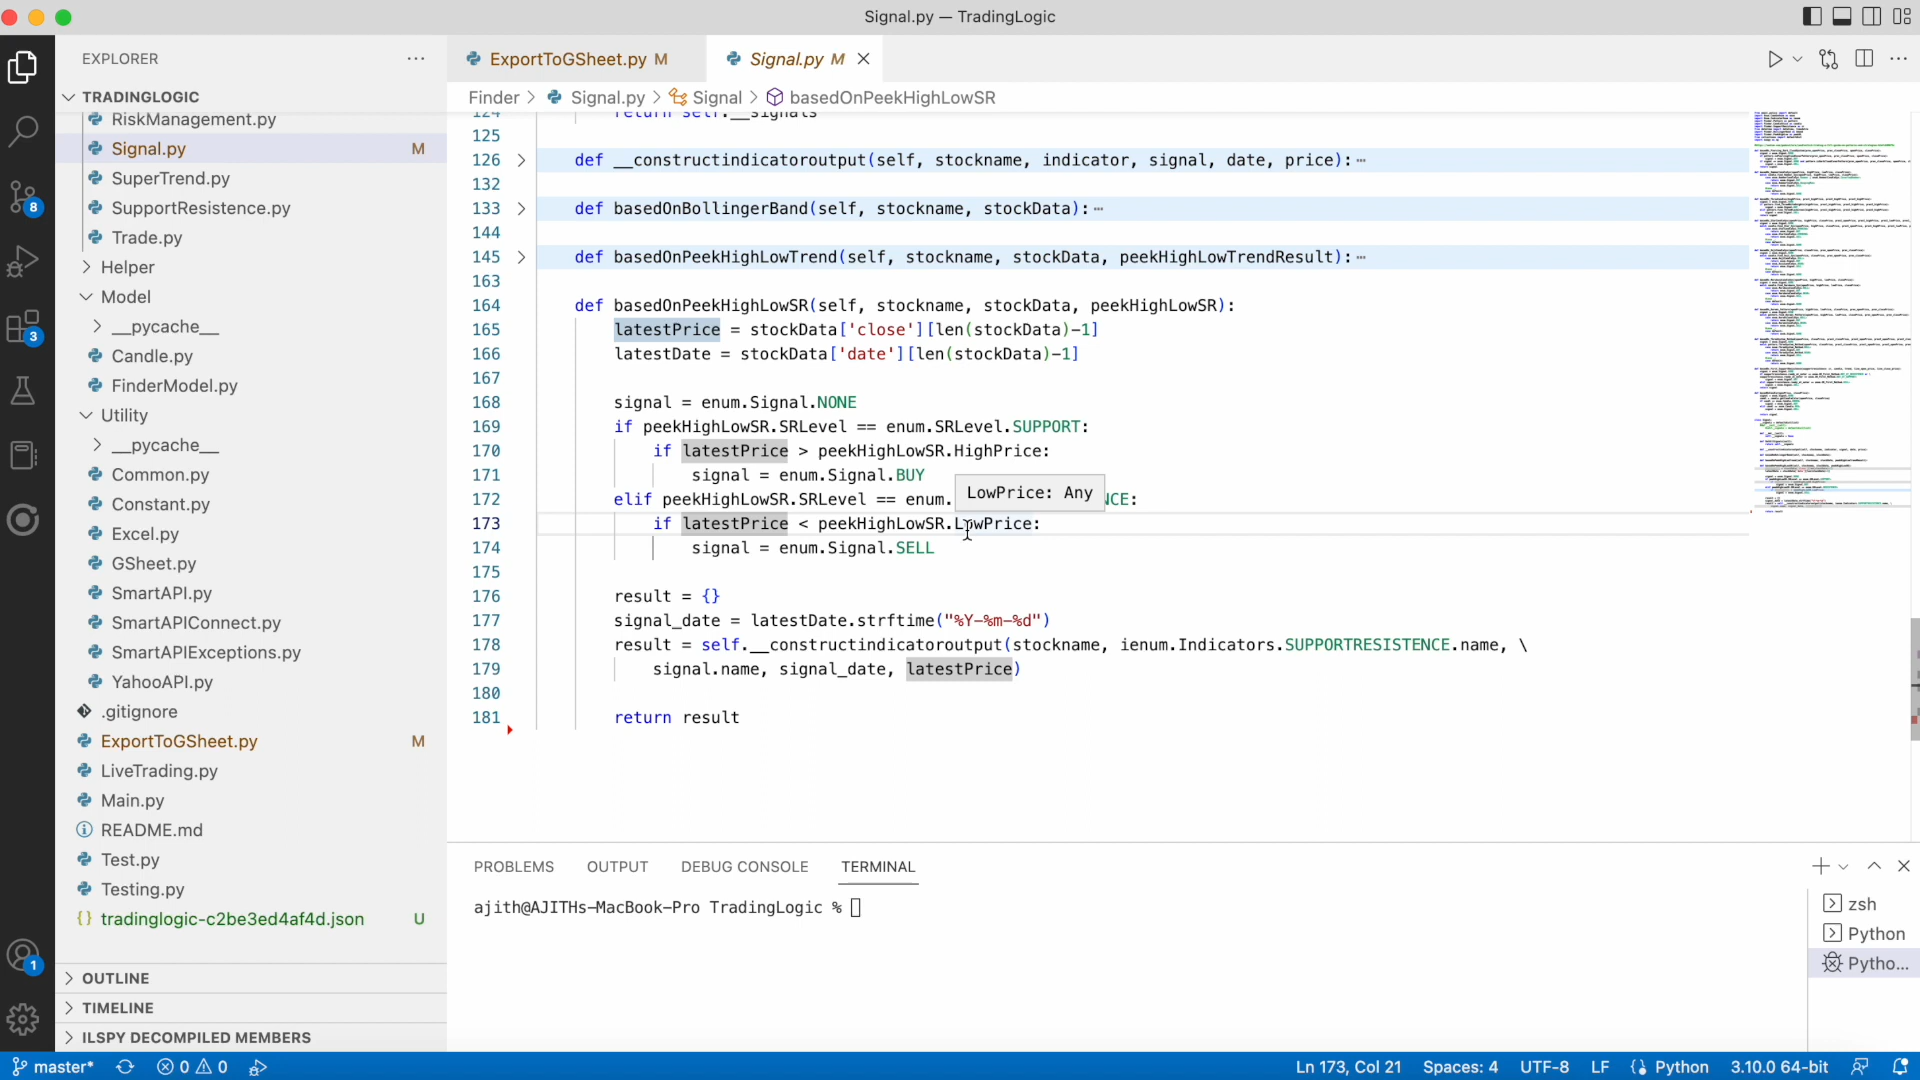 Signal.py — TradingLogic
EXPLORER
TRADINGLOGIC
RiskManagement.py
Signal.py M
SuperTrend.py
SupportResistence.py
Trade.py
Helper
Model
__pycache__
Candle.py
FinderModel.py
Utility
__pycache__
Common.py
Constant.py
Excel.py
GSheet.py
SmartAPI.py
SmartAPIConnect.py
SmartAPIExceptions.py
YahooAPI.py
.gitignore
ExportToGSheet.py M
LiveTrading.py
Main.py
README.md
Test.py
Testing.py
{} tradinglogic-c2be3ed4af4d.json U
OUTLINE
TIMELINE
ILSPY DECOMPILED MEMBERS
8
3
1
ExportToGSheet.py M
Signal.py M
Finder > Signal.py > Signal > basedOnPeekHighLowSR
124 return self.__signals
125
126 def __constructindicatoroutput(self, stockname, indicator, signal, date, price):⋯
132
133 def basedOnBollingerBand(self, stockname, stockData):⋯
144
145 def basedOnPeekHighLowTrend(self, stockname, stockData, peekHighLowTrendResult):⋯
163
164 def basedOnPeekHighLowSR(self, stockname, stockData, peekHighLowSR):
165 latestPrice = stockData['close'][len(stockData)-1]
166 latestDate = stockData['date'][len(stockData)-1]
167
168 signal = enum.Signal.NONE
169 if peekHighLowSR.SRLevel == enum.SRLevel.SUPPORT:
170 if latestPrice > peekHighLowSR.HighPrice:
171 signal = enum.Signal.BUY
LowPrice: Any
172 elif peekHighLowSR.SRLevel == enum. NCE:
173 if latestPrice < peekHighLowSR.LowPrice:
174 signal = enum.Signal.SELL
175
176 result = {}
177 signal_date = latestDate.strftime("%Y-%m-%d")
178 result = self.__constructindicatoroutput(stockname, ienum.Indicators.SUPPORTRESISTENCE.name, \
179 signal.name, signal_date, latestPrice)
180
181 return result
PROBLEMS OUTPUT DEBUG CONSOLE TERMINAL
ajith@AJITHs-MacBook-Pro TradingLogic %
zsh
Python
Pytho...
master* 0 0 Ln 173, Col 21 Spaces: 4 UTF-8 LF Python 3.10.0 64-bit